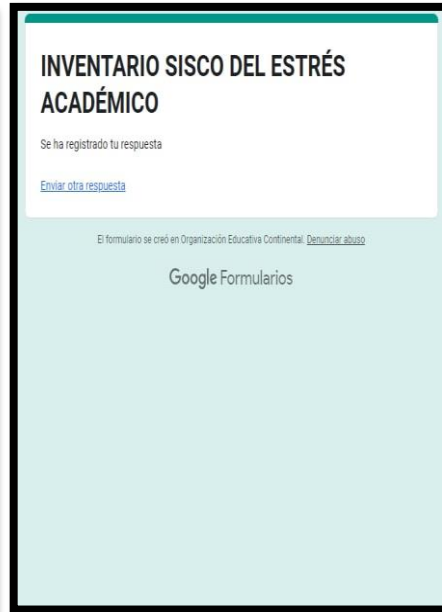 INVENTARIO SISCO DEL ESTRÉS
ACADÉMICO
Se ha registrado tu respuesta
Enviar otra respuesta
El formulario se creó en Organización Educativa Continental. Denunciar abuso
Google Formularios